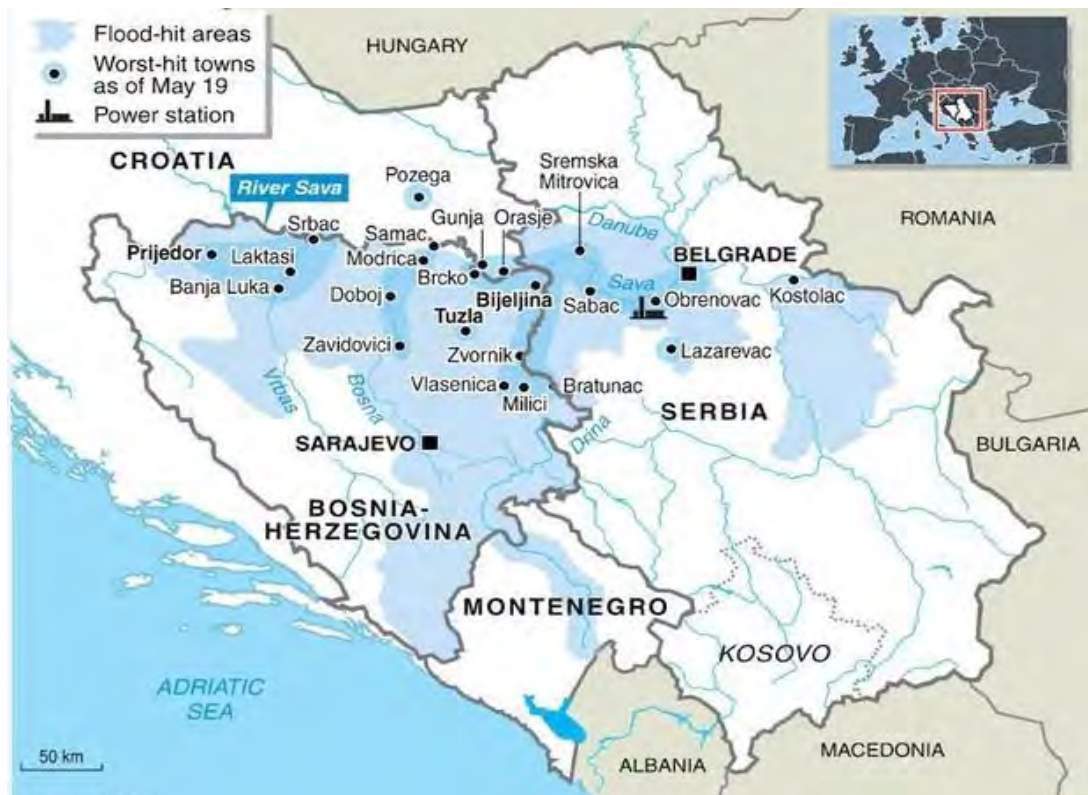 Flood-hit areas
Worst-hit towns
as of May 19
Power station
HUNGARY
CROATIA
River Sava
Pozega
Sremska
Mitrovica
ROMANIA
Gunja
Orasje
Danube
Srbac
Samac
Prijedor
Laktasi
Modrica
BELGRADE
Banja Luka
Brcko
Sava
Doboj
Bijeljina
Sabac
Obrenovac
Kostolac
Tuzla
Zavidovici
Zvornik
Lazarevac
Vrbas
Bosna
Vlasenica
Milici
Bratunac
SERBIA
SARAJEVO
Drina
BULGARIA
BOSNIA-
HERZEGOVINA
MONTENEGRO
KOSOVO
ADRIATIC
SEA
50 km
ALBANIA
MACEDONIA